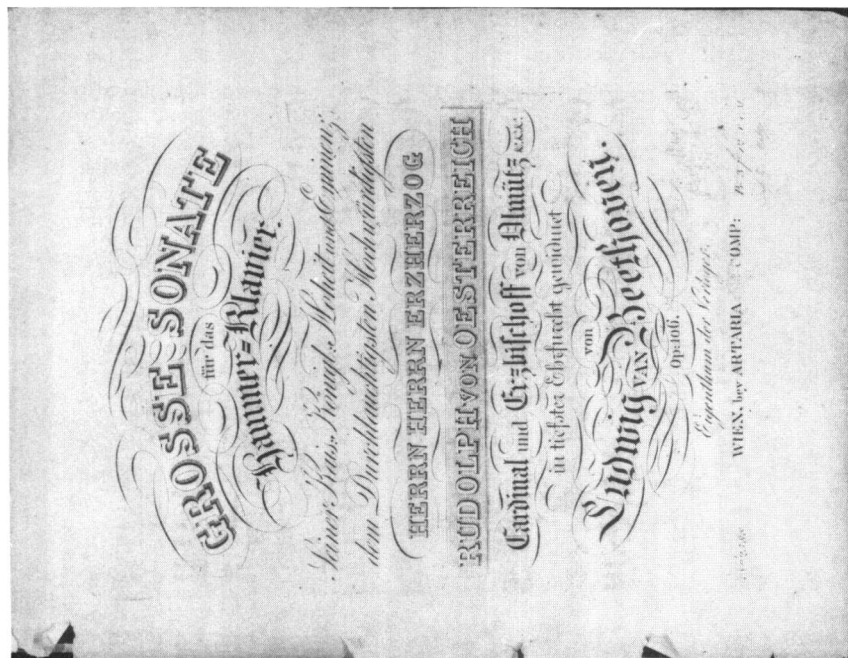 GROSSE SONATE
für das
Hammer=Klavier.
Seiner Kais. Königl. Hoheit und Eminenz,
dem Durchlauchtigsten Hochwürdigsten
HERRN HERRN ERZHERZOG
RUDOLPH VON OESTERREICH
Cardinal und Erzbischoff von Olmütz &.&.&.
in tiefster Ehrfurcht gewidmet
von
Ludwig VAN Beethoven.
Op: 106.
Eigenthum der Verleger.
WIEN, bey ARTARIA COMP: